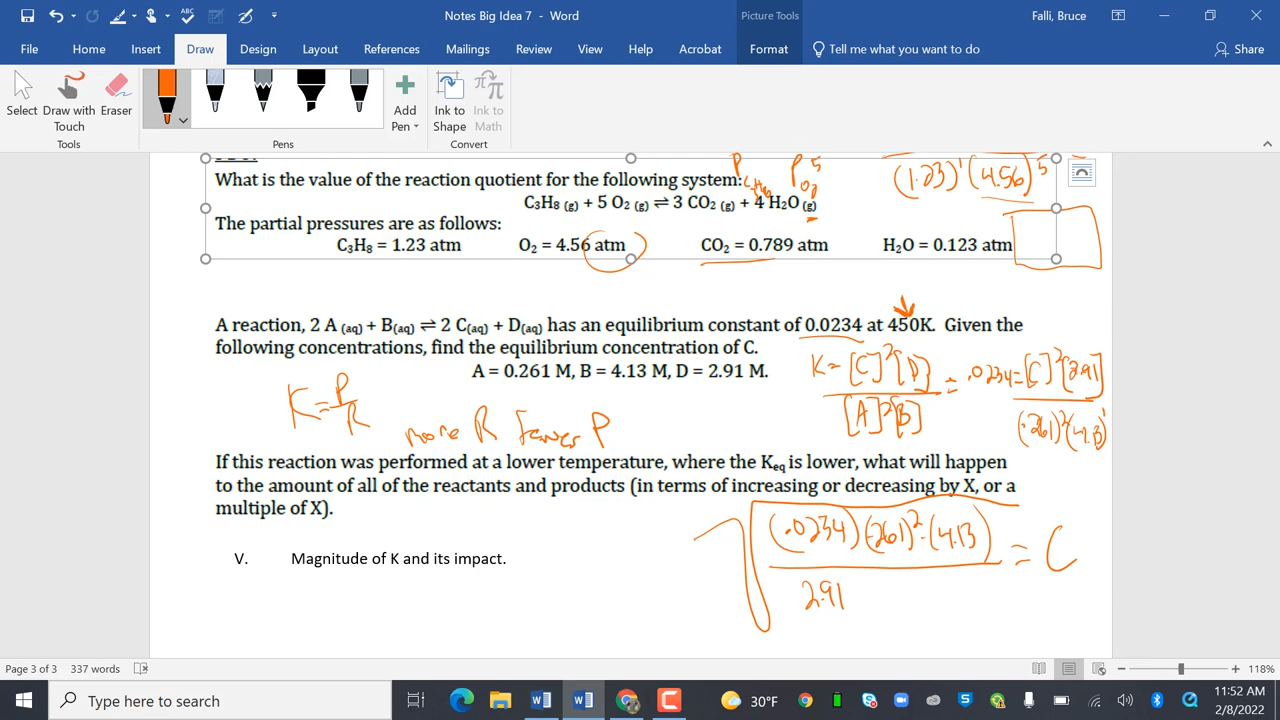 Notes Big Idea 7 - Word
Picture Tools
Falli, Bruce
File Home Insert Draw Design Layout References Mailings Review View Help Acrobat Format Tell me what you want to do Share
Select Draw with Touch Eraser Add Pen Ink to Shape Ink to Math
Tools Pens Convert
What is the value of the reaction quotient for the following system:
P C₃H₈ P O₂ 5
(1.23)¹ (4.56)⁵
C₃H₈ (g) + 5 O₂ (g) ⇌ 3 CO₂ (g) + 4 H₂O (g)
The partial pressures are as follows:
C₃H₈ = 1.23 atm O₂ = 4.56 atm CO₂ = 0.789 atm H₂O = 0.123 atm
A reaction, 2 A (aq) + B(aq) ⇌ 2 C(aq) + D(aq) has an equilibrium constant of 0.0234 at 450K. Given the
following concentrations, find the equilibrium concentration of C.
A = 0.261 M, B = 4.13 M, D = 2.91 M.
K = [C]²[D] = .0234 = [C]²[2.91]
[A]²[B] (.261)²(4.13)¹
K = P
R
more R fewer P
If this reaction was performed at a lower temperature, where the Keq is lower, what will happen
to the amount of all of the reactants and products (in terms of increasing or decreasing by X, or a
multiple of X).
√ (.0234)(.261)²·(4.13) = C
2.91
V. Magnitude of K and its impact.
Page 3 of 3 337 words 118%
Type here to search 30°F 11:52 AM
2/8/2022